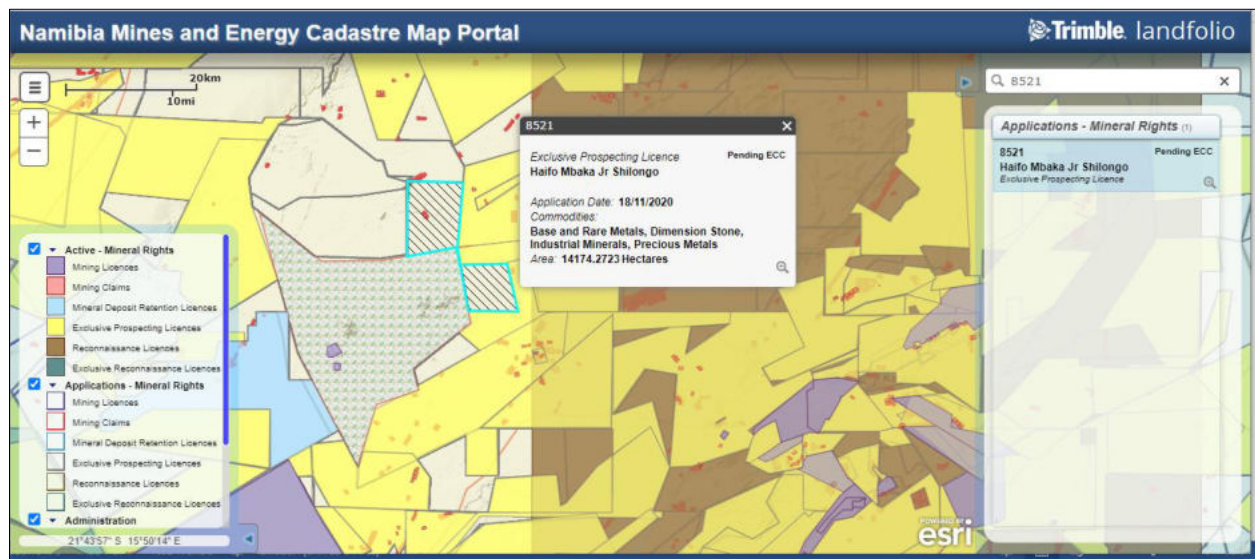 Namibia Mines and Energy Cadastre Map Portal
Trimble. landfolio
20km
10mi
8521
8521
Exclusive Prospecting Licence
Pending ECC
Haifo Mbaka Jr Shilongo
Application Date: 18/11/2020
Commodities:
Base and Rare Metals, Dimension Stone,
Industrial Minerals, Precious Metals
Area: 14174.2723 Hectares
Applications - Mineral Rights (1)
8521
Pending ECC
Haifo Mbaka Jr Shilongo
Exclusive Prospecting Licence
Active - Mineral Rights
Mining Licences
Mining Claims
Mineral Deposit Retention Licences
Exclusive Prospecting Licences
Reconnaissance Licences
Exclusive Reconnaissance Licences
Applications - Mineral Rights
Mining Licences
Mining Claims
Mineral Deposit Retention Licences
Exclusive Prospecting Licences
Reconnaissance Licences
Exclusive Reconnaissance Licences
Administration
21°43'57" S 15°50'14" E
POWERED BY
esri